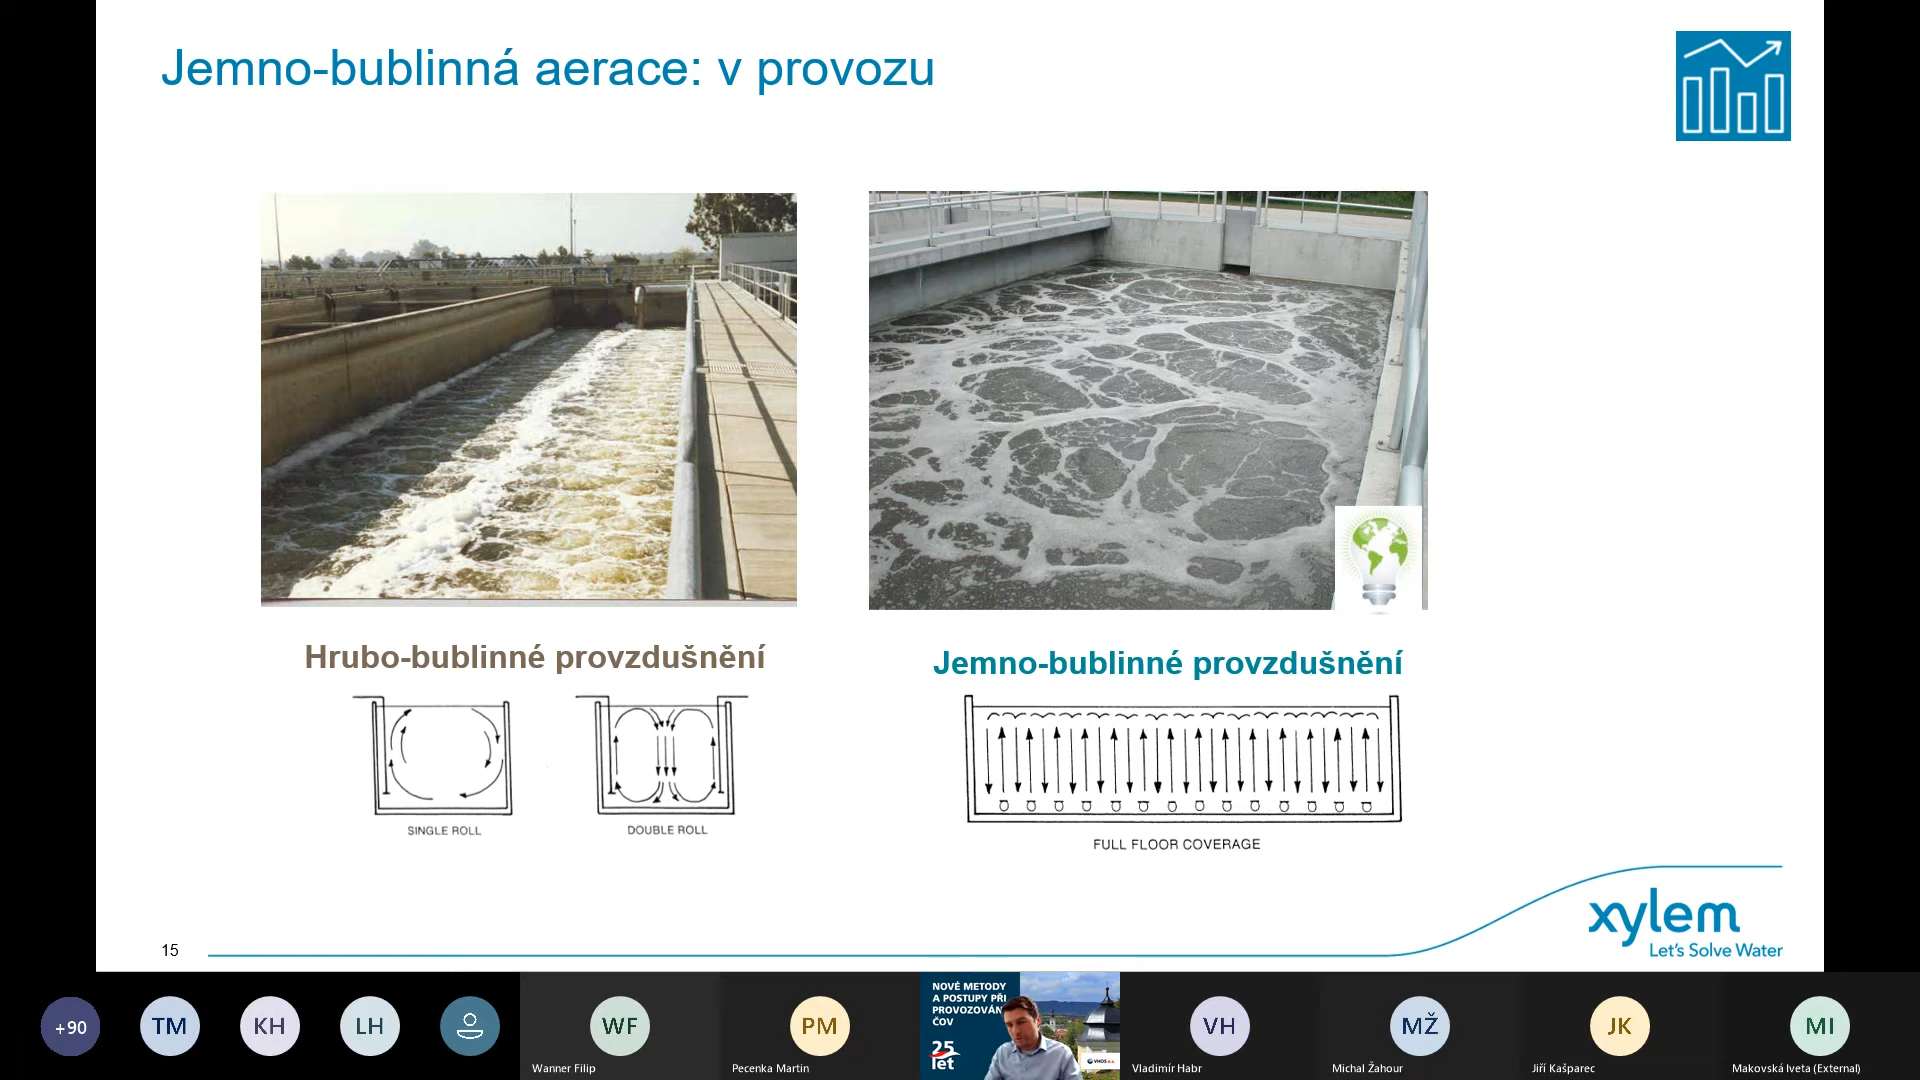 Jemno-bublinná aerace: v provozu
Hrubo-bublinné provzdušnění
Jemno-bublinné provzdušnění
SINGLE ROLL
DOUBLE ROLL
FULL FLOOR COVERAGE
15
xylem
Let's Solve Water
+90
TM
KH
LH
WF
Wanner Filip
PM
Pecenka Martin
NOVÉ METODY
A POSTUPY PŘI
PROVOZOVÁN
ČOV
25
let
VHOS a.s.
VH
Vladimír Habr
MŽ
Michal Žahour
JK
Jiří Kašparec
MI
Makovská Iveta (External)